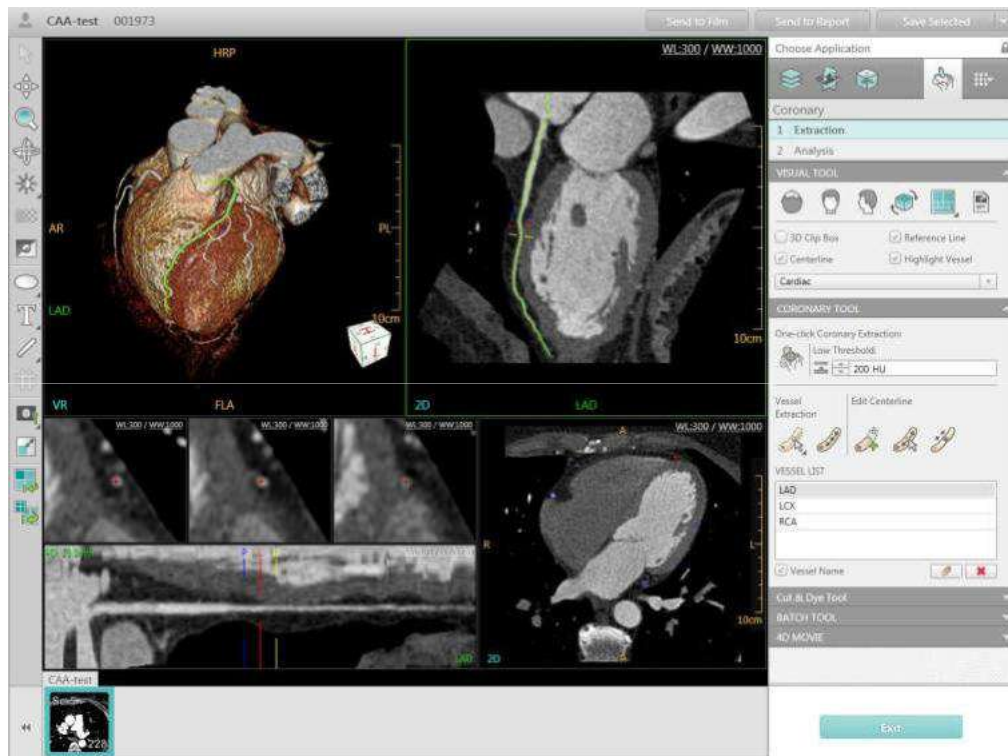 CAA-test 001973
Send to Film
Send to Report
Save Selected
HRP
AR
PL
LAD
10cm
VR
FLA
WL:300 / WW:1000
10cm
2D
LAD
WL:300 / WW:1000
WL:300 / WW:1000
WL:300 / WW:1000
LAD
WL:300 / WW:1000
A
R
L
10cm
2D
Choose Application
Coronary
1 Extraction
2 Analysis
VISUAL TOOL
3D Clip Box
Reference Line
Centerline
Highlight Vessel
Cardiac
CORONARY TOOL
One-click Coronary Extraction:
Low Threshold:
200 HU
Vessel Extraction
Edit Centerline
VESSEL LIST
LAD
LCX
RCA
Vessel Name
Cut & Dye Tool
BATCH TOOL
4D MOVIE
CAA-test
228
Exit